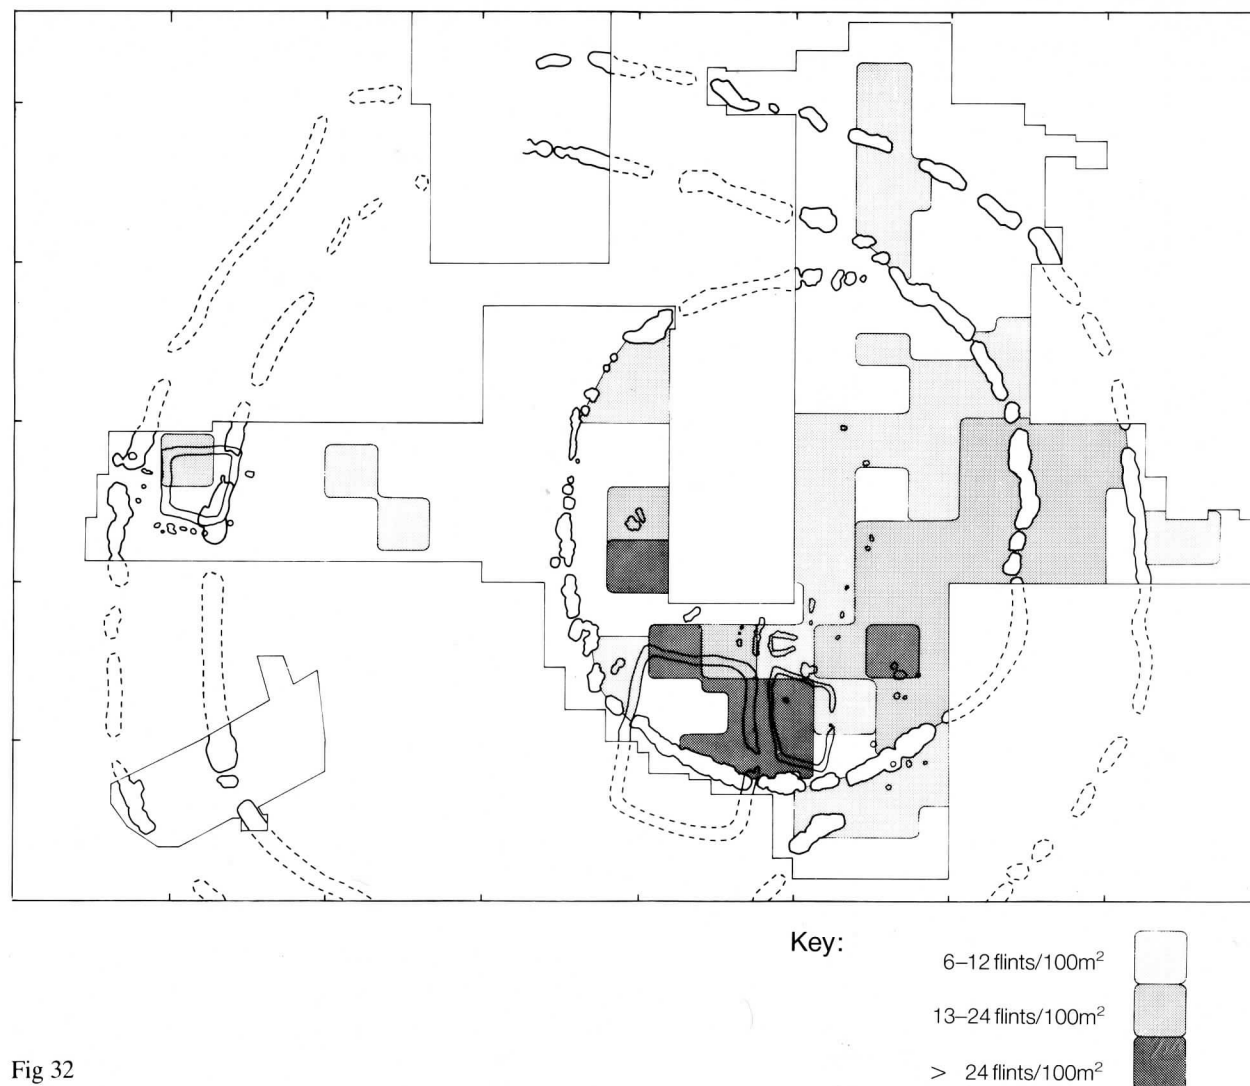 Key:
6–12 flints/100m²
13–24 flints/100m²
> 24 flints/100m²
Fig 32